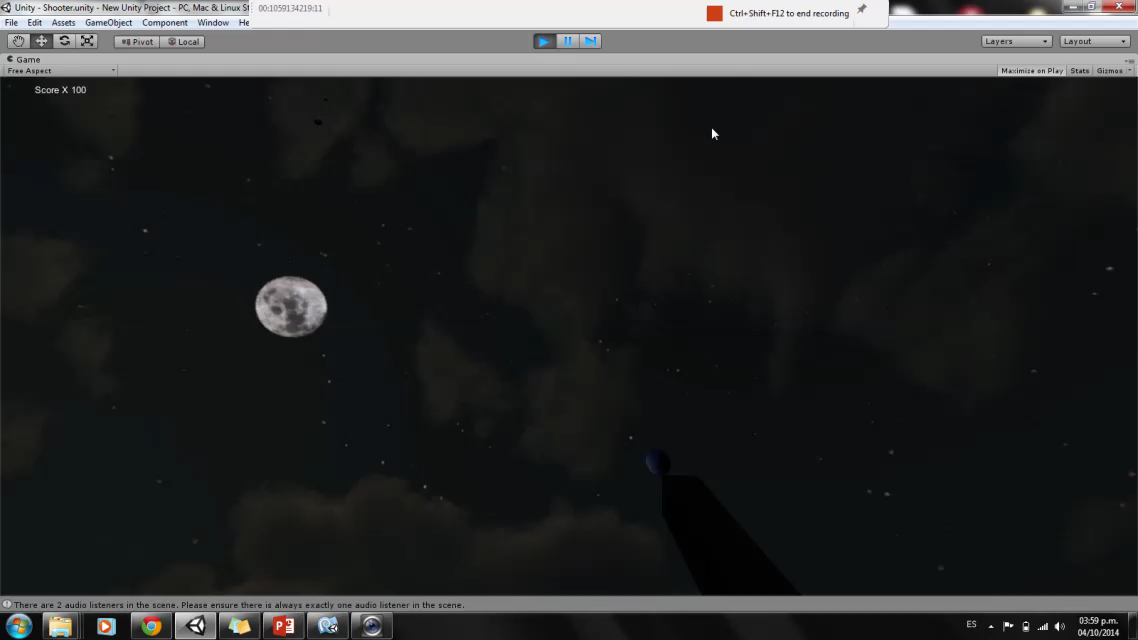 Unity - Shooter.unity - New Unity Project - PC, Mac & Linux St
00:1059134219:11
Ctrl+Shift+F12 to end recording
File Edit Assets GameObject Component Window He
Pivot Local
Layers Layout
Game
Free Aspect
Maximize on Play Stats Gizmos
Score X 100
There are 2 audio listeners in the scene. Please ensure there is always exactly one audio listener in the scene.
ES
03:59 p.m.
04/10/2014